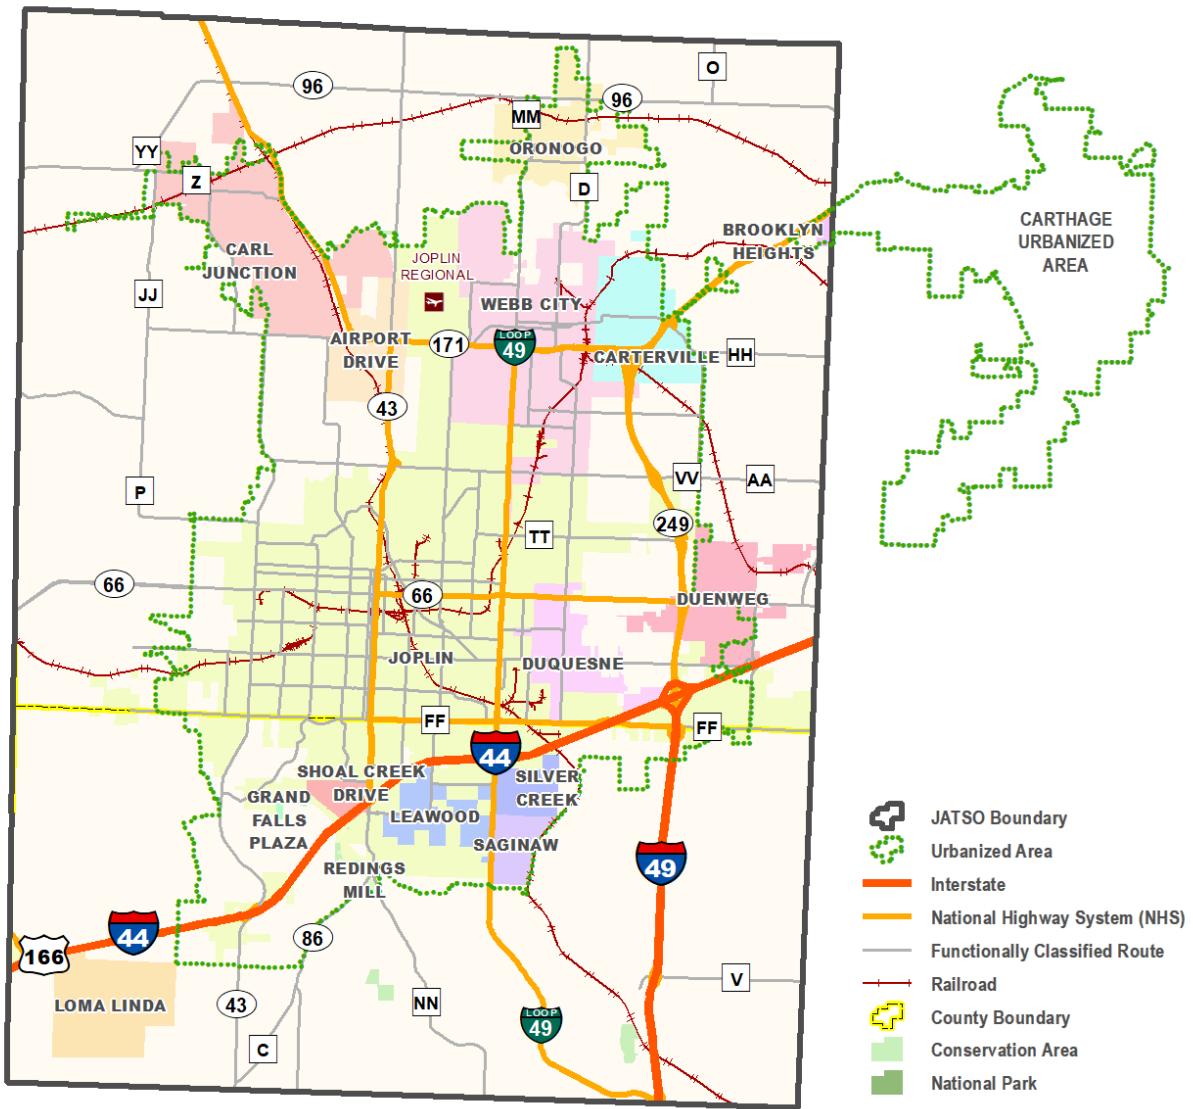 O
96
96
MM
YY
ORONOGO
Z
D
CARTHAGE
URBANIZED
AREA
BROOKLYN
HEIGHTS
CARL
JUNCTION
JOPLIN
REGIONAL
JJ
WEBB CITY
AIRPORT
DRIVE
171
LOOP
49
CARTERVILLE
HH
43
P
VV
AA
249
TT
66
66
DUENWEG
JOPLIN
DUQUESNE
FF
FF
44
SHOAL CREEK
DRIVE
SILVER
CREEK
GRAND
FALLS
PLAZA
LEAWOOD
SAGINAW
REDINGS
MILL
49
44
86
166
LOMA LINDA
43
NN
V
LOOP
49
C
JATSO Boundary
Urbanized Area
Interstate
National Highway System (NHS)
Functionally Classified Route
Railroad
County Boundary
Conservation Area
National Park